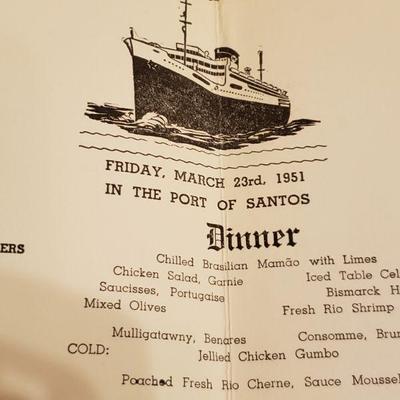 FRIDAY, MARCH 23rd, 1951
IN THE PORT OF SANTOS
ERS
Dinner
Chilled Brasilian Mamão with Limes
Chicken Salad, Garnie Iced Table Cel
Saucisses, Portugaise Bismarck H
Mixed Olives Fresh Rio Shrimp
Mulligatawny, Benares Consomme, Brun
COLD: Jellied Chicken Gumbo
Poached Fresh Rio Cherne, Sauce Moussel